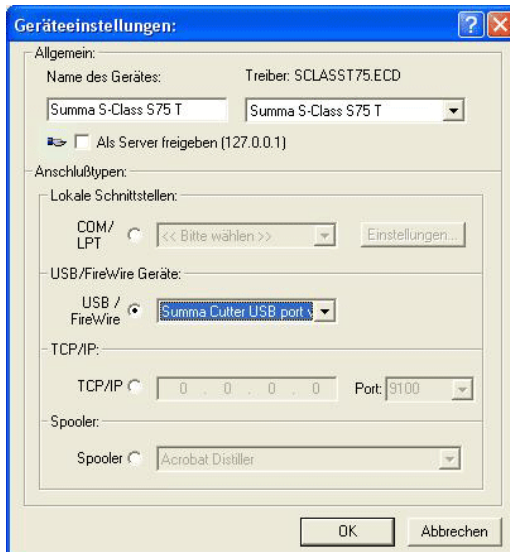 Geräteeinstellungen:
Allgemein:
Name des Gerätes:
Treiber: SCLASST75.ECD
Summa S-Class S75 T
Summa S-Class S75 T
Als Server freigeben (127.0.0.1)
Anschlußtypen:
Lokale Schnittstellen:
COM/
LPT
<< Bitte wählen >>
Einstellungen...
USB/FireWire Geräte:
USB /
FireWire
Summa Cutter USB port
TCP/IP:
TCP/IP
0 . 0 . 0 . 0
Port:
9100
Spooler:
Spooler
Acrobat Distiller
OK
Abbrechen